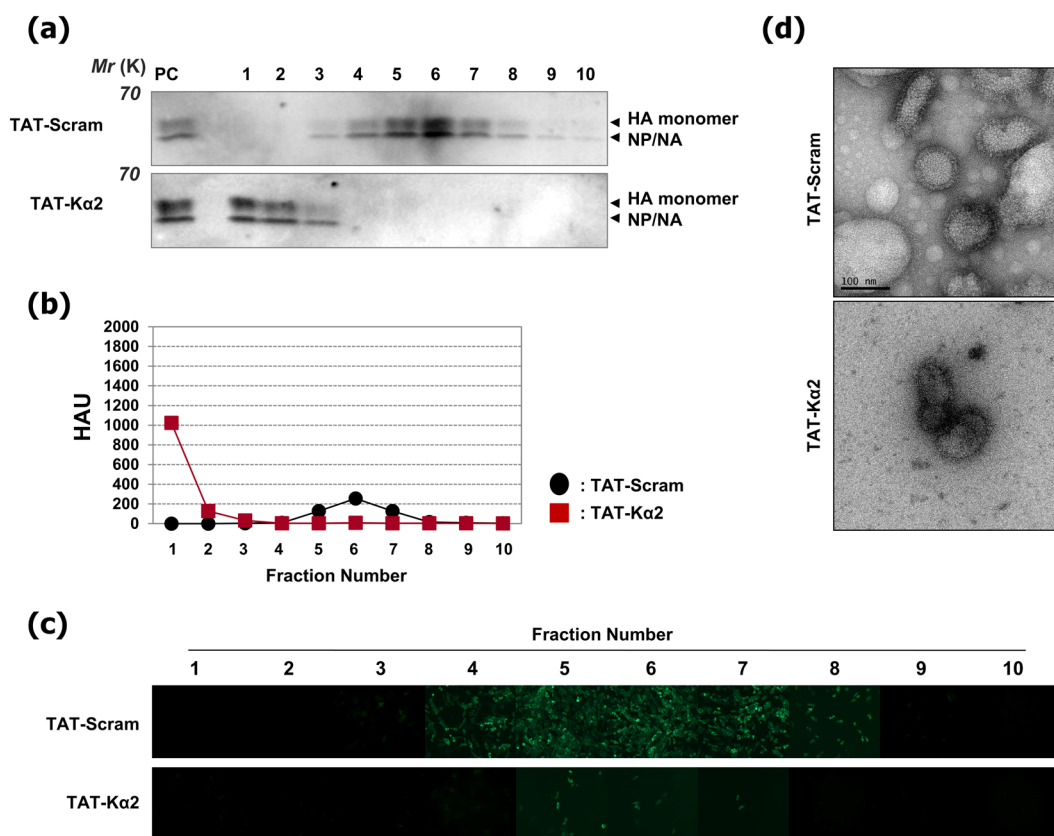 (a)
Mr (K) PC 1 2 3 4 5 6 7 8 9 10
70
TAT-Scram
HA monomer
NP/NA
70
TAT-Kα2
HA monomer
NP/NA
(b)
HAU
2000
1800
1600
1400
1200
1000
800
600
400
200
0
1 2 3 4 5 6 7 8 9 10
Fraction Number
: TAT-Scram
: TAT-Kα2
(c)
Fraction Number
1 2 3 4 5 6 7 8 9 10
TAT-Scram
TAT-Kα2
(d)
TAT-Scram
100 nm
TAT-Kα2